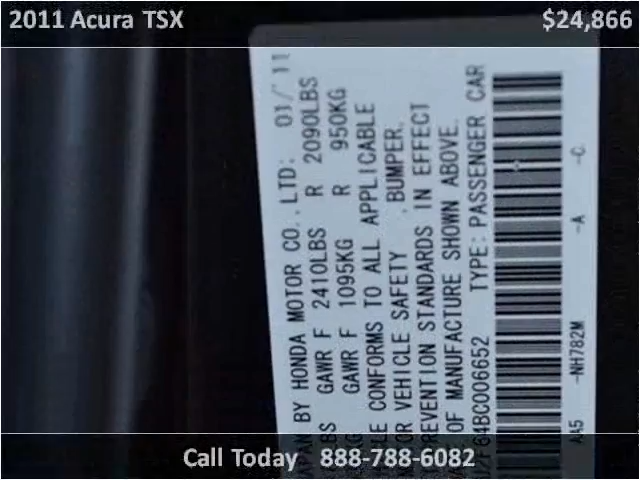 2011 Acura TSX
$24,866
BY HONDA MOTOR CO., LTD: 01/11
GAWR F 2410LBS R 2090LBS
GAWR F 1095KG R 950KG
CONFORMS TO ALL APPLICABLE
VEHICLE SAFETY , BUMPER,
STANDARDS IN EFFECT
OF MANUFACTURE SHOWN ABOVE.
64BC006652 TYPE: PASSENGER CAR
AA5 -NH782M -A -C
Call Today 888-788-6082